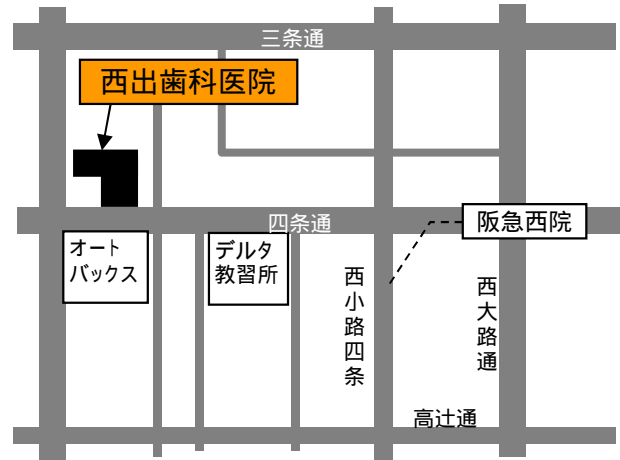 三条通
西出歯科医院
四条通
阪急西院
オート
バックス
デルタ
教習所
西小路四条
西大路通
高辻通